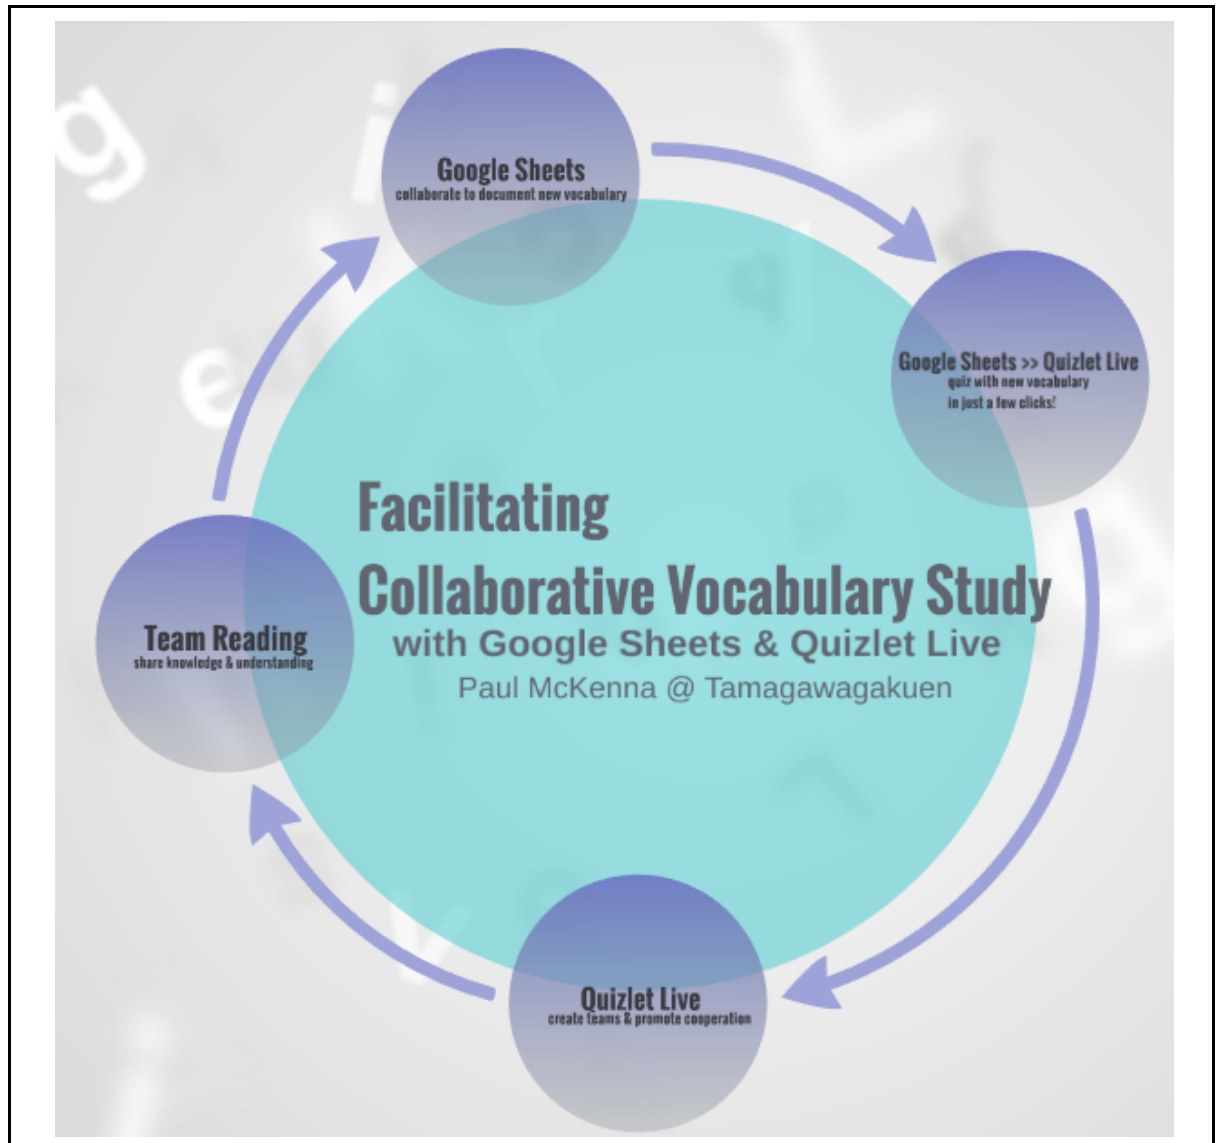 Google Sheets
collaborate to document new vocabulary
Google Sheets >> Quizlet Live
quiz with new vocabulary
in just a few clicks!
Facilitating
Collaborative Vocabulary Study
with Google Sheets & Quizlet Live
Paul McKenna @ Tamagawagakuen
Team Reading
share knowledge & understanding
Quizlet Live
create teams & promote cooperation